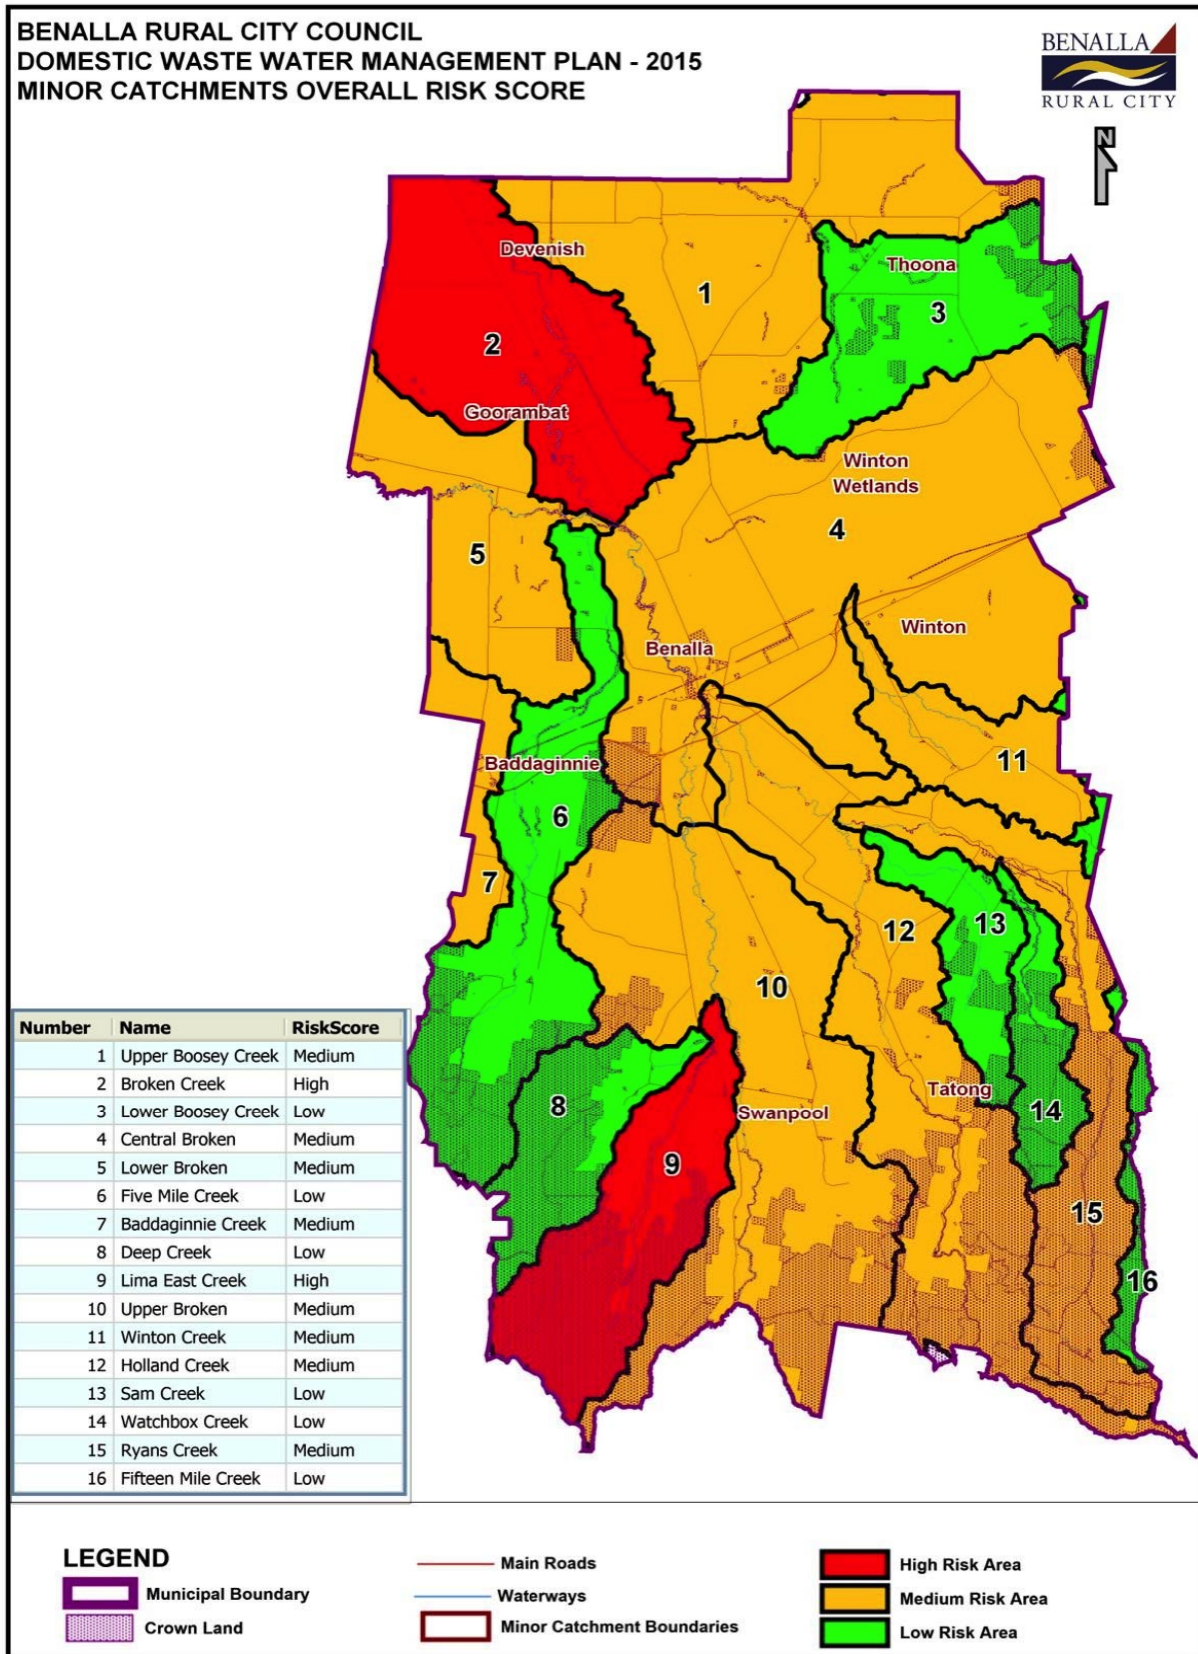 BENALLA RURAL CITY COUNCIL
DOMESTIC WASTE WATER MANAGEMENT PLAN - 2015
MINOR CATCHMENTS OVERALL RISK SCORE
BENALLA
RURAL CITY
N
Devenish
Thoona
1
3
2
Goorambat
Winton
Wetlands
4
5
Winton
Benalla
11
Baddaginnie
6
7
12
13
10
8
Tatong
14
Swanpool
9
15
16
Number Name RiskScore
1 Upper Boosey Creek Medium
2 Broken Creek High
3 Lower Boosey Creek Low
4 Central Broken Medium
5 Lower Broken Medium
6 Five Mile Creek Low
7 Baddaginnie Creek Medium
8 Deep Creek Low
9 Lima East Creek High
10 Upper Broken Medium
11 Winton Creek Medium
12 Holland Creek Medium
13 Sam Creek Low
14 Watchbox Creek Low
15 Ryans Creek Medium
16 Fifteen Mile Creek Low
LEGEND
Municipal Boundary
Crown Land
Main Roads
Waterways
Minor Catchment Boundaries
High Risk Area
Medium Risk Area
Low Risk Area